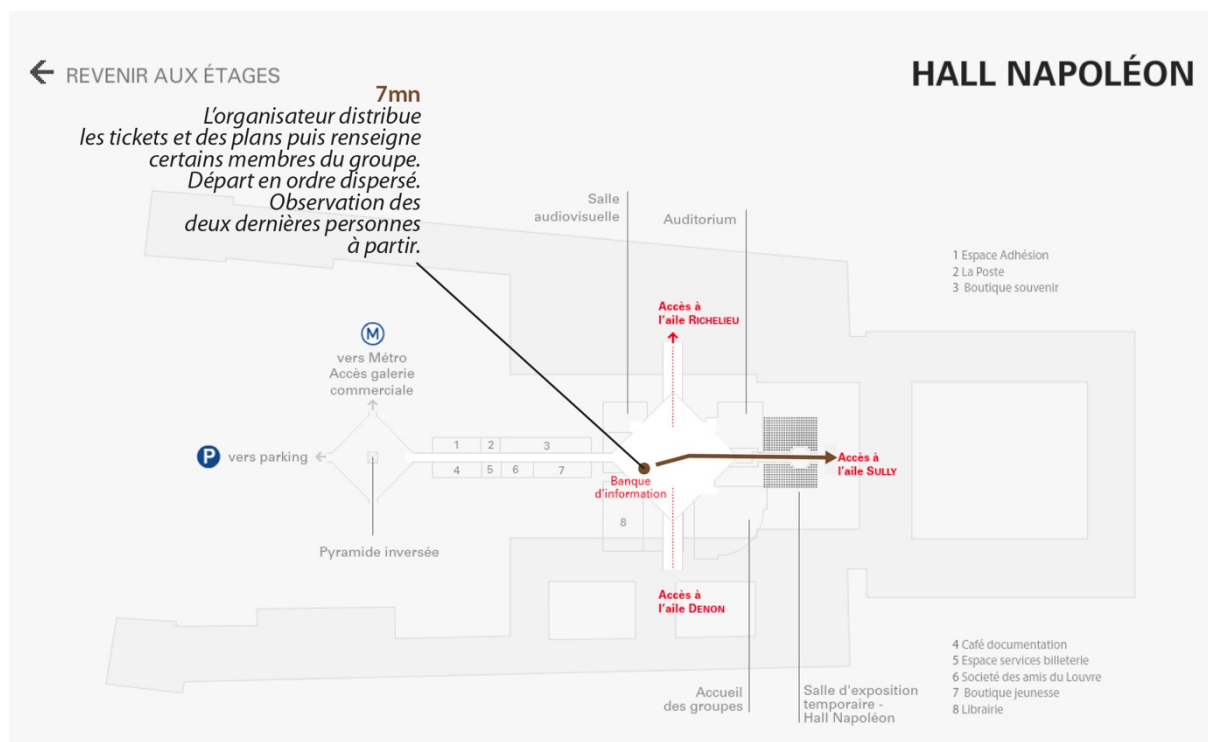 REVENIR AUX ÉTAGES
HALL NAPOLÉON
7mn
L'organisateur distribue
les tickets et des plans puis renseigne
certains membres du groupe.
Départ en ordre dispersé.
Observation des
deux dernières personnes
à partir.
Salle
audiovisuelle
Auditorium
1 Espace Adhésion
2 La Poste
3 Boutique souvenir
Accès à
l'aile RICHELIEU
M
vers Métro
Accès galerie
commerciale
P vers parking
1 2 3
4 5 6 7
Accès à
l'aile SULLY
Banque
d'information
8
Pyramide inversée
Accès à
l'aile DENON
Accueil
des groupes
Salle d'exposition
temporaire -
Hall Napoléon
4 Café documentation
5 Espace services billeterie
6 Societé des amis du Louvre
7 Boutique jeunesse
8 Librairie